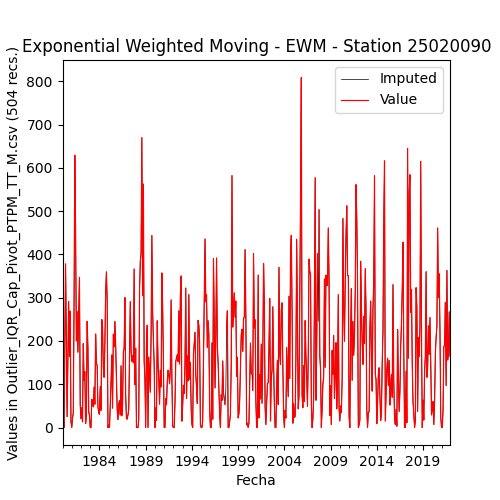 Exponential Weighted Moving - EWM - Station 25020090
Values in Outlier_IQR_Cap_Pivot_PTPM_TT_M.csv (504 recs.)
800
700
600
500
400
300
200
100
0
Imputed
Value
1984 1989 1994 1999 2004 2009 2014 2019
Fecha